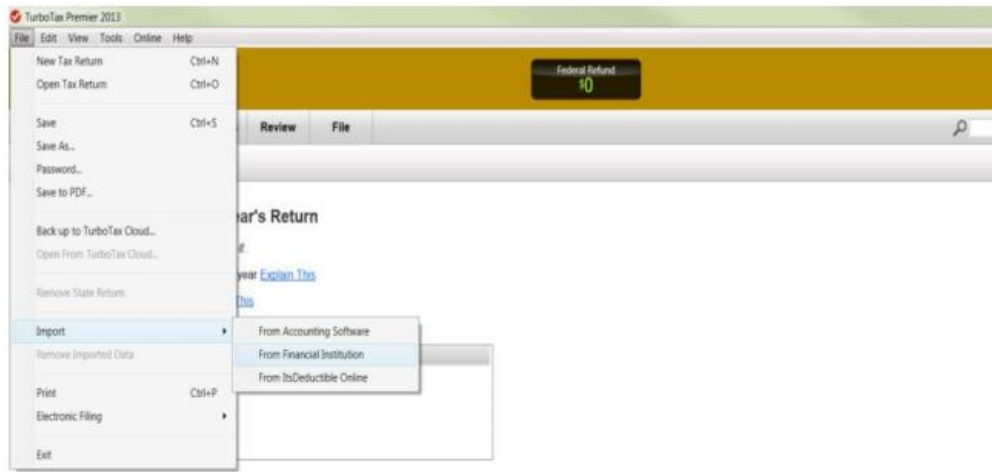 TurboTax Premier 2013
File Edit View Tools Online Help
New Tax Return Ctrl+N
Open Tax Return Ctrl+O
Federal Refund
$0
Save Ctrl+S
Review File
Save As...
Password...
Save to PDF...
ar's Return
Back up to TurboTax Cloud...
Open From TurboTax Cloud...
year Explain This
Remove State Return
This
Import
From Accounting Software
Remove Imported Data
From Financial Institution
From ItsDeductible Online
Print Ctrl+P
Electronic Filing
Exit